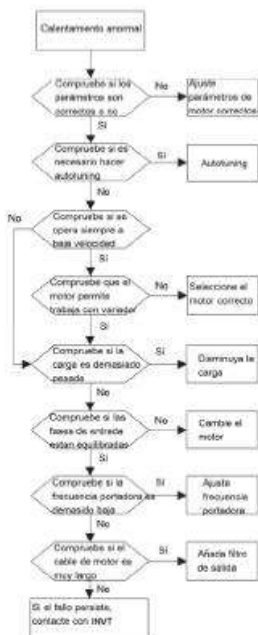 Calentamiento anormal
Compruebe si los
parámetros son
correctos o no
No
Ajuste
parámetros de
motor correctos
Sí
Compruebe si es
necesario hacer
autotuning
Sí
Autotuning
No
No
Compruebe si se
opera siempre a
baja velocidad
Sí
Compruebe que el
motor permite
trabaja con variador
No
Seleccione el
motor correcto
Sí
Compruebe si la
carga es demasiado
pesada
Sí
Disminuya la
carga
No
Compruebe si las
fases de entrada
estan equilibradas
No
Cambie el
motor
Sí
Compruebe si la
frecuencia portadora es
demasido baja
Sí
Ajuste
frecuencia
portadora
No
Compruebe si el
cable de motor es
muy largo
Sí
Añada filtro
de salida
No
Si el fallo persiste,
contacte con INVT